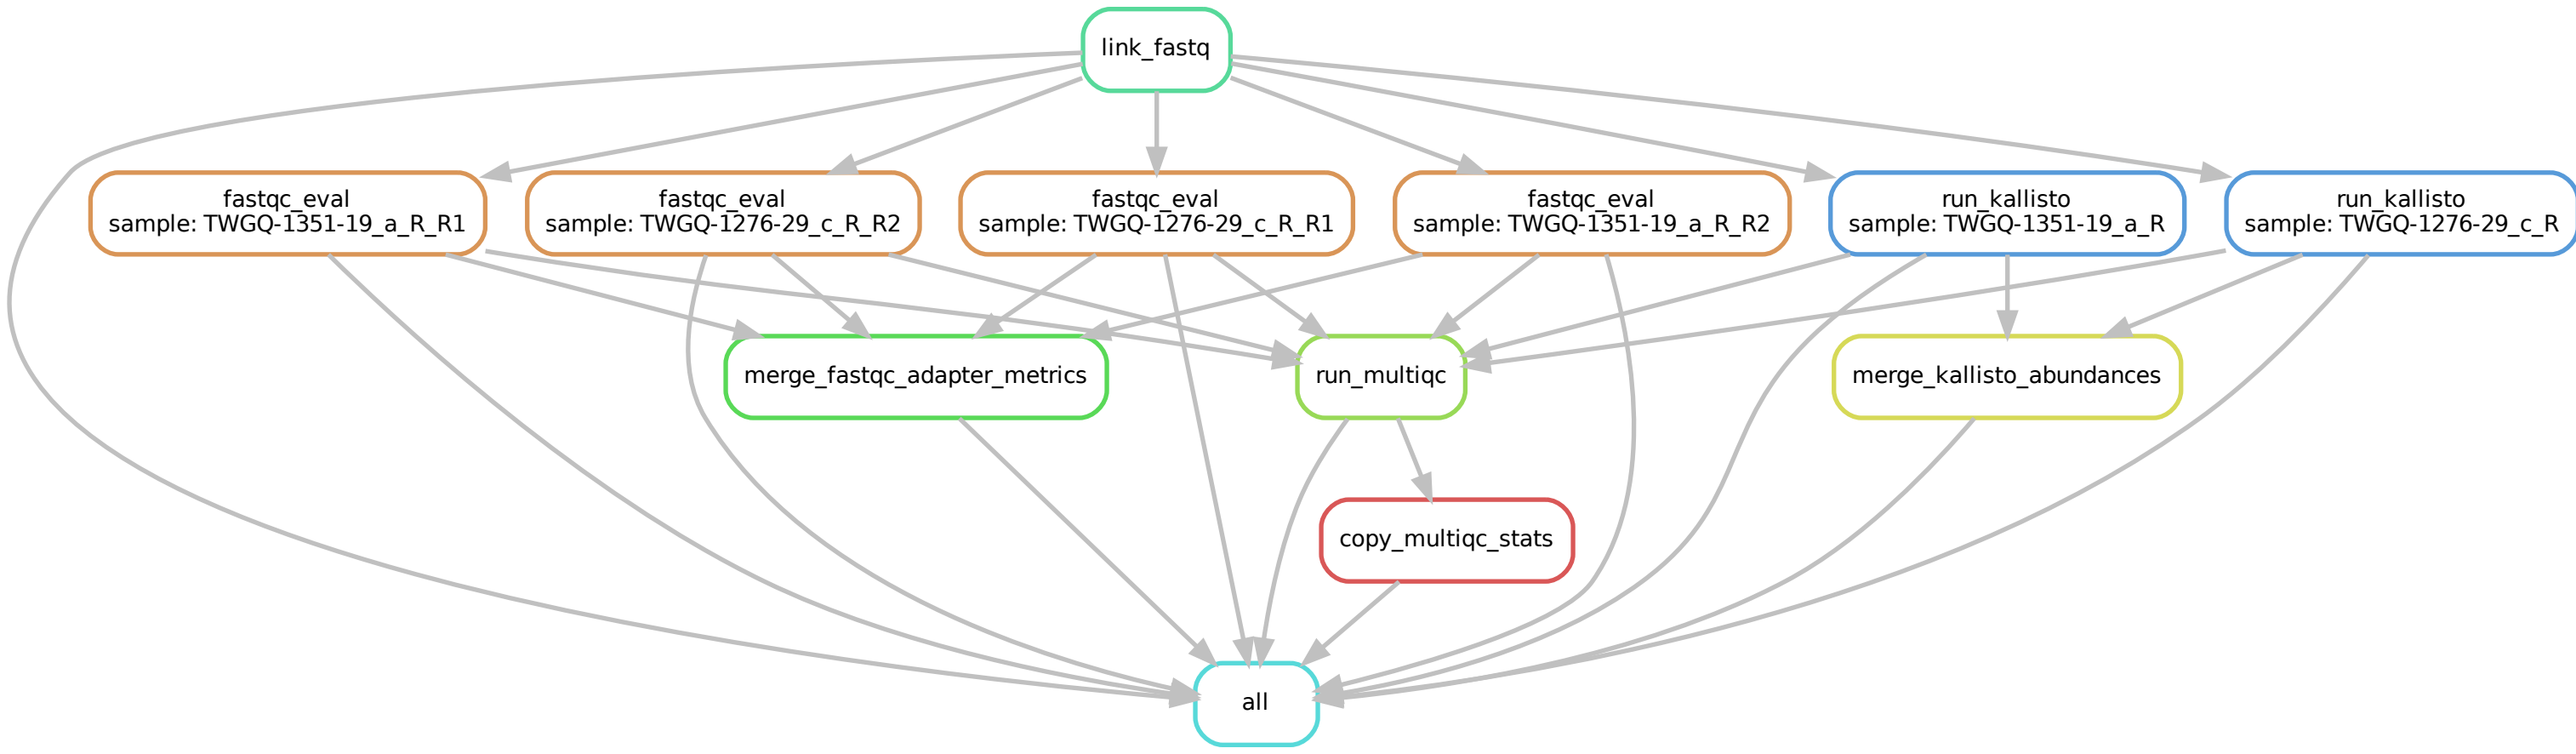 link_fastq
fastqc_eval
sample: TWGQ-1351-19_a_R_R1
fastqc_eval
sample: TWGQ-1276-29_c_R_R2
fastqc_eval
sample: TWGQ-1276-29_c_R_R1
fastqc_eval
sample: TWGQ-1351-19_a_R_R2
run_kallisto
sample: TWGQ-1351-19_a_R
run_kallisto
sample: TWGQ-1276-29_c_R
merge_fastqc_adapter_metrics
run_multiqc
merge_kallisto_abundances
copy_multiqc_stats
all